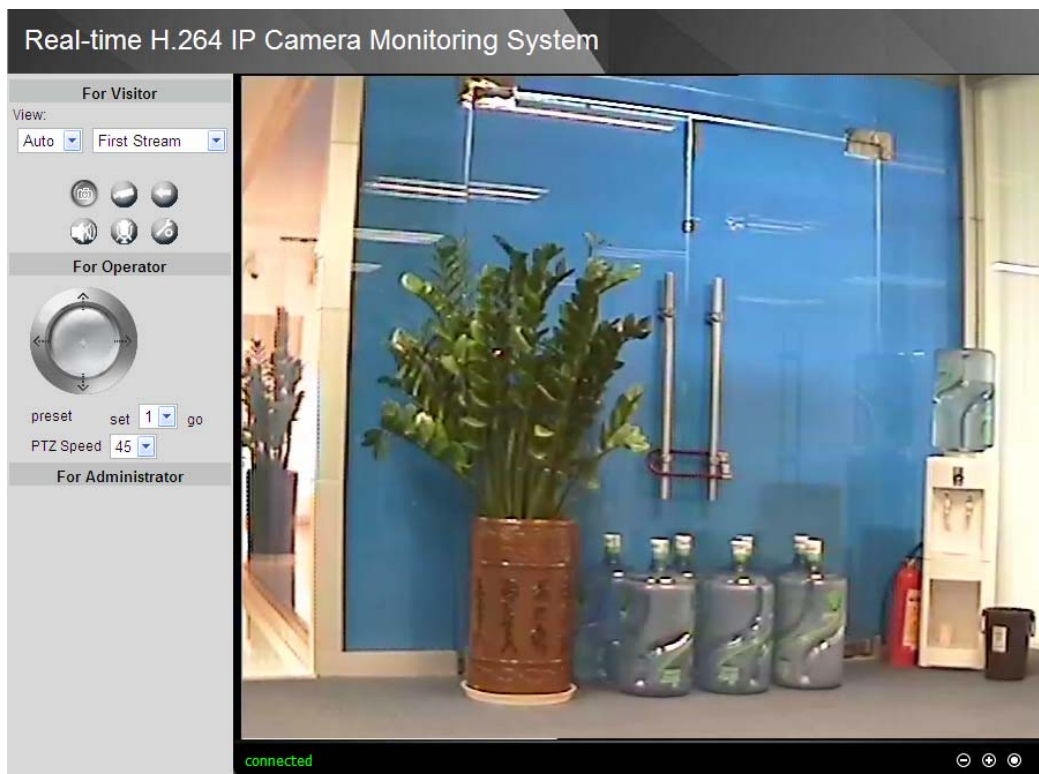 Real-time H.264 IP Camera Monitoring System
For Visitor
View:
Auto First Stream
For Operator
preset set 1 go
PTZ Speed 45
For Administrator
connected